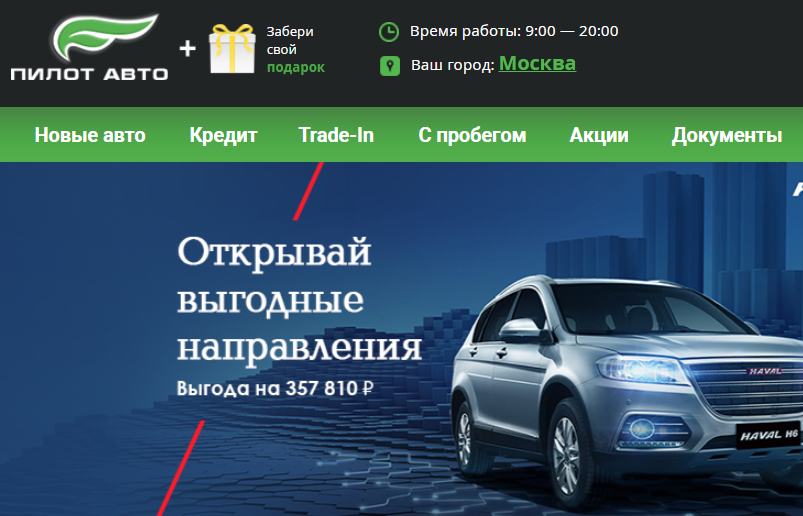 ПИЛОТ АВТО
+
Забери
свой
подарок
Время работы: 9:00 — 20:00
Ваш город: Москва
Новые авто Кредит Trade-In С пробегом Акции Документы
Открывай
выгодные
направления
Выгода на 357 810 ₽
HAVAL
HAVAL H6